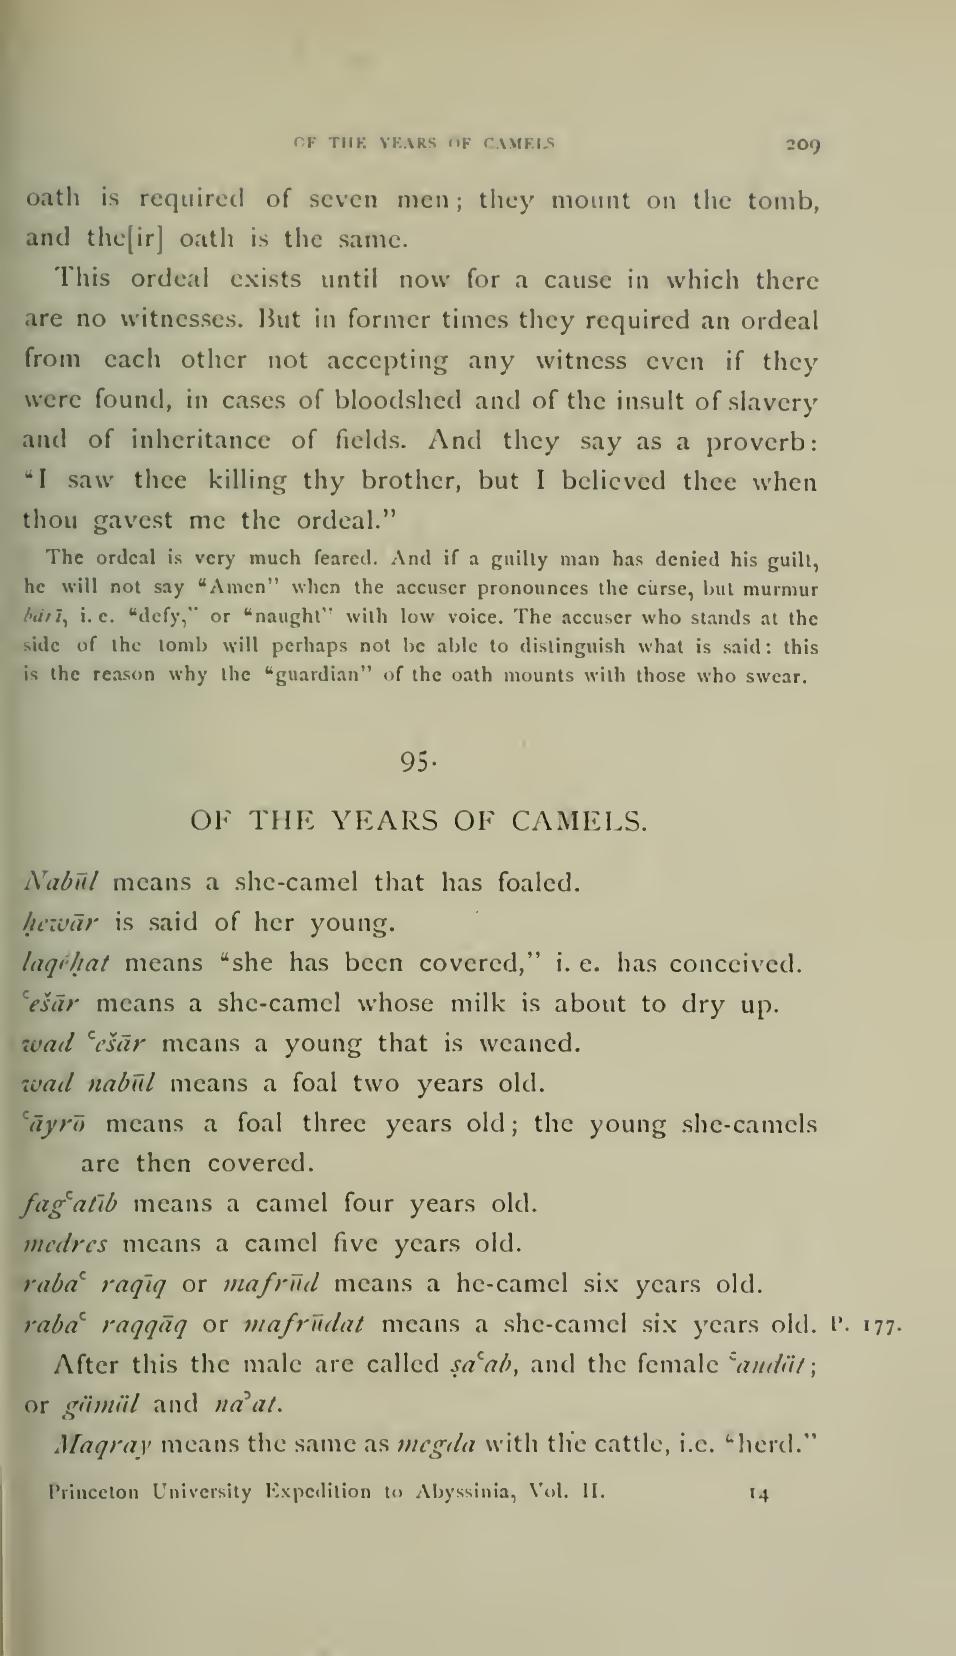 OF THE YEARS OF CAMELS 209
oath is required of seven men; they mount on the tomb,
and the[ir] oath is the same.
This ordeal exists until now for a cause in which there
are no witnesses. But in former times they required an ordeal
from each other not accepting any witness even if they
were found, in cases of bloodshed and of the insult of slavery
and of inheritance of fields. And they say as a proverb:
“I saw thee killing thy brother, but I believed thee when
thou gavest me the ordeal.”
The ordeal is very much feared. And if a guilly man has denied his guilt,
he will not say “Amen” when the accuser pronounces the curse, but murmur
bārī, i. e. “defy,” or “naught” with low voice. The accuser who stands at the
side of the tomb will perhaps not be able to distinguish what is said: this
is the reason why the “guardian” of the oath mounts with those who swear.
95.
OF THE YEARS OF CAMELS.
Nabūl means a she-camel that has foaled.
ḥewār is said of her young.
laqēḥat means “she has been covered,” i. e. has conceived.
ʿešār means a she-camel whose milk is about to dry up.
wad ʿešār means a young that is weaned.
wad nabūl means a foal two years old.
ʿāyrō means a foal three years old; the young she-camels
are then covered.
fagʿatīb means a camel four years old.
medres means a camel five years old.
rabaʿ raqīq or mafrūd means a he-camel six years old.
rabaʿ raqqāq or mafrūdat means a she-camel six years old. P. 177.
After this the male are called ṣaʿab, and the female ʿandāt;
or gämäl and naʾat.
Maqray means the same as megda with the cattle, i.e. “herd.”
Princeton University Expedition to Abyssinia, Vol. II. 14